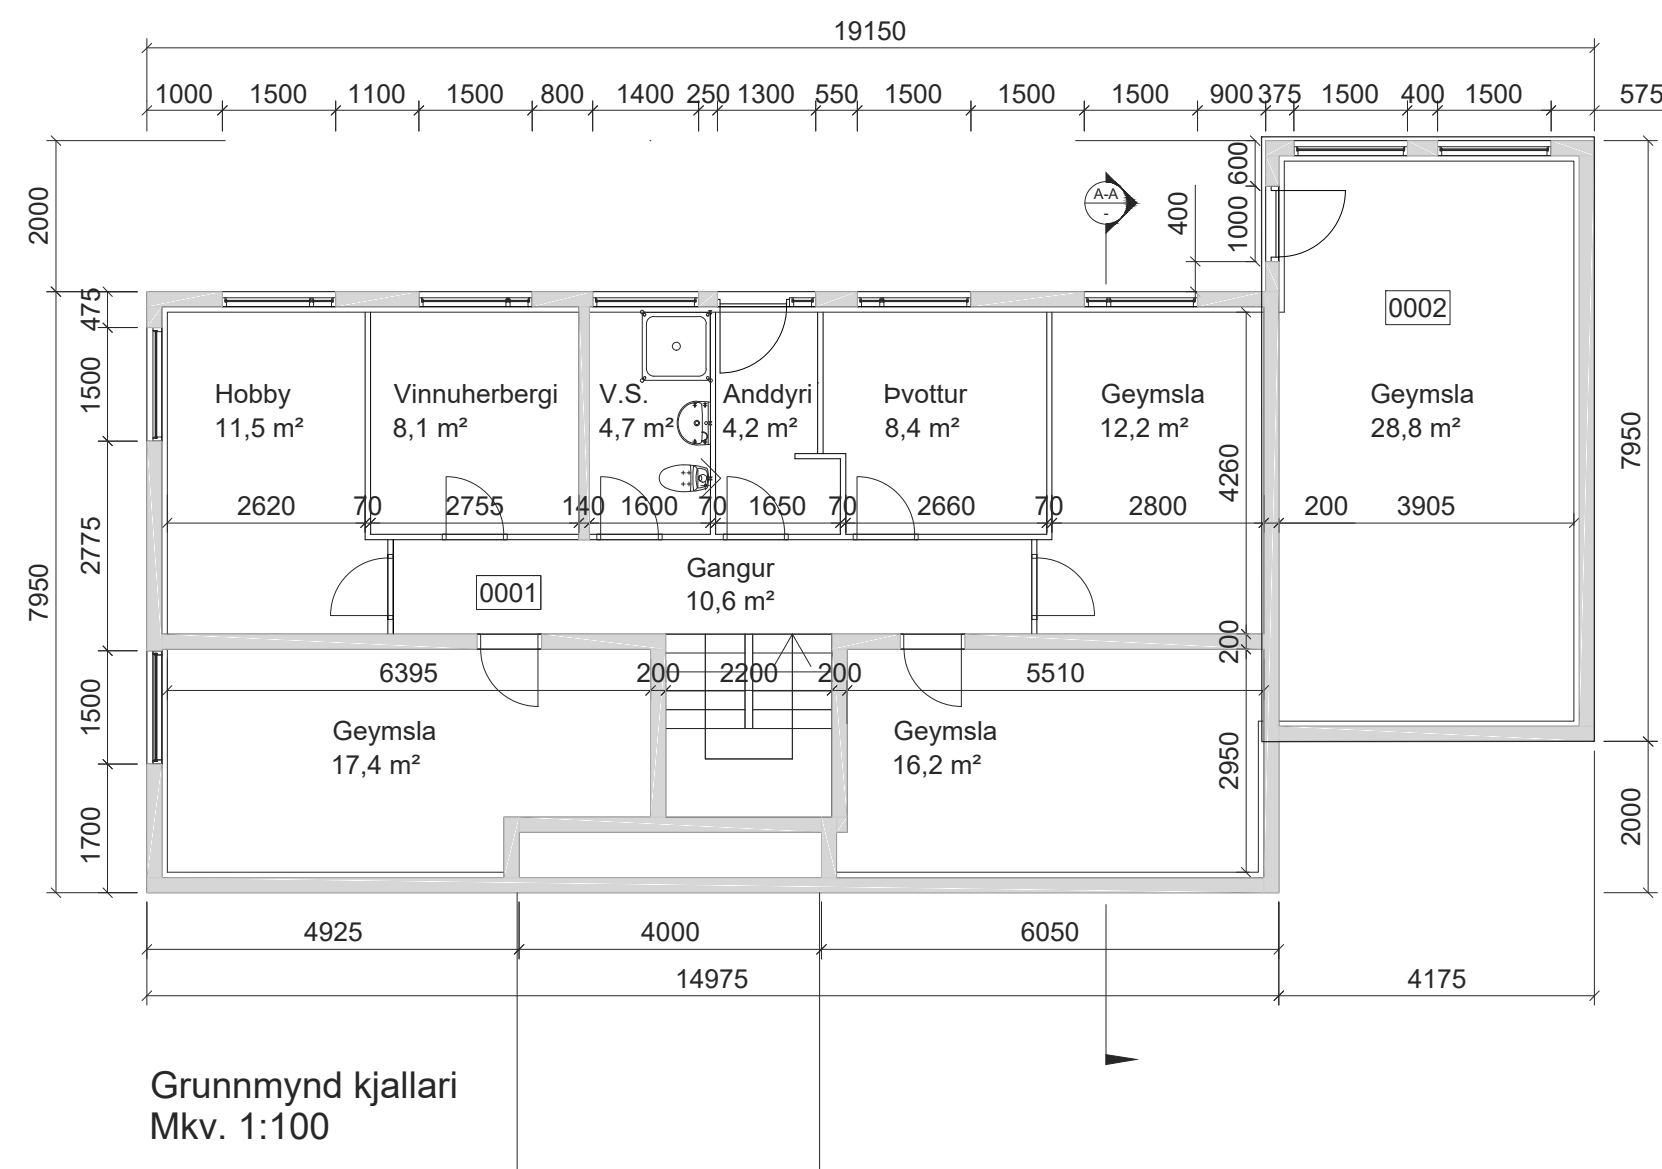 19150
1000 1500 1100 1500 800 1400 250 1300 550 1500 1500 1500 900 375 1500 400 1500 575
2000
600
A-A
-
400
1000
475
0002
1500
Hobby
11,5 m²
Vinnuherbergi
8,1 m²
V.S.
4,7 m²
Anddyri
4,2 m²
Þvottur
8,4 m²
Geymsla
12,2 m²
Geymsla
28,8 m²
7950
4260
2620 70 2755 140 1600 70 1650 70 2660 70 2800 200 3905
2775
7950
Gangur
10,6 m²
0001
200
6395 200 2200 200 5510
1500
Geymsla
17,4 m²
Geymsla
16,2 m²
2950
1700
2000
4925 4000 6050
14975 4175
Grunnmynd kjallari
Mkv. 1:100